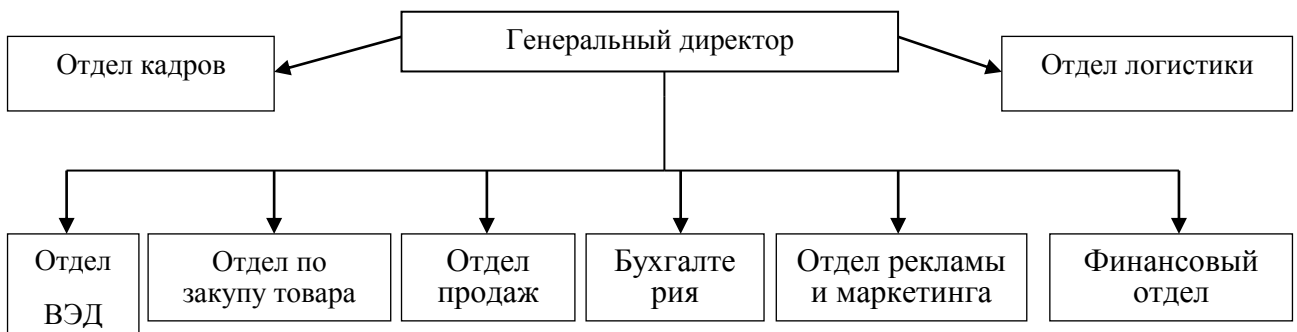 Генеральный директор
Отдел кадров
Отдел логистики
Отдел
ВЭД
Отдел по
закупу товара
Отдел
продаж
Бухгалте
рия
Отдел рекламы
и маркетинга
Финансовый
отдел